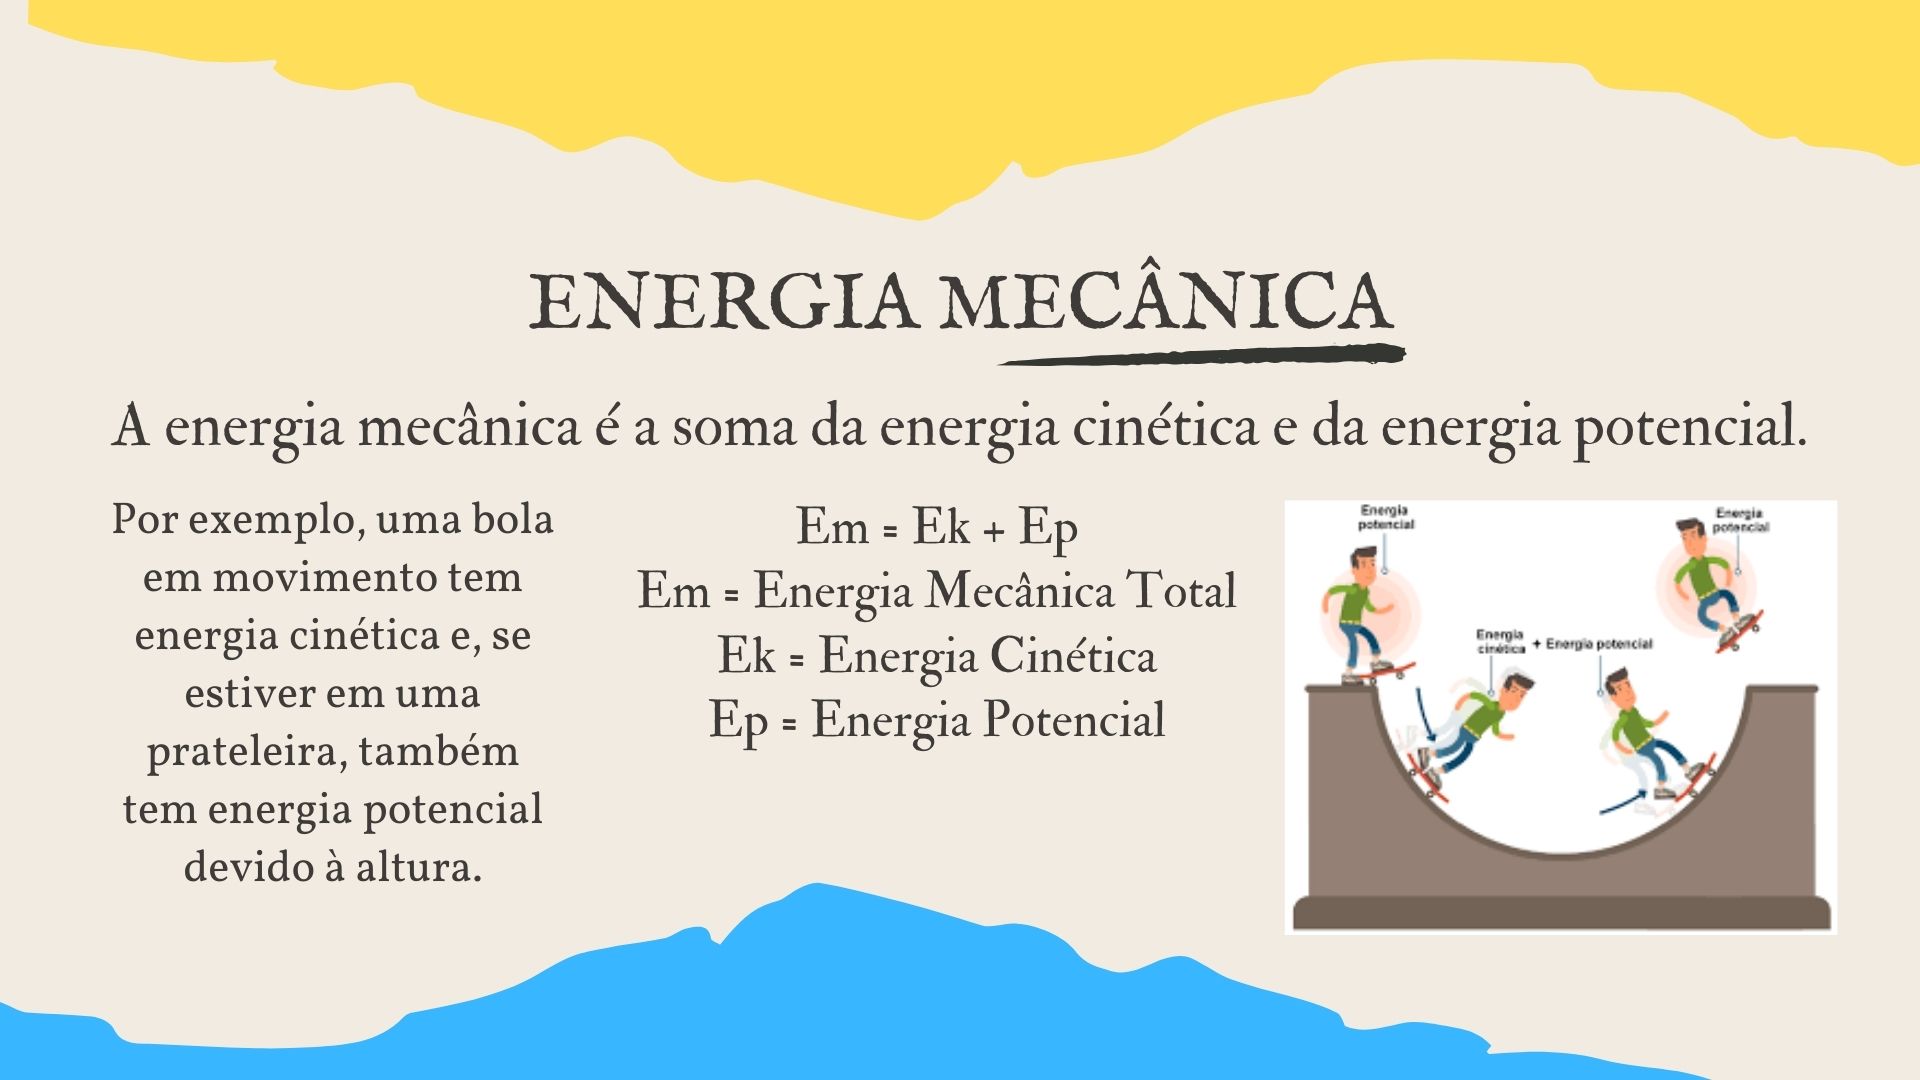 ENERGIA MECÂNICA
A energia mecânica é a soma da energia cinética e da energia potencial.
Por exemplo, uma bola
em movimento tem
energia cinética e, se
estiver em uma
prateleira, também
tem energia potencial
devido à altura.
Em = Ek + Ep
Em = Energia Mecânica Total
Ek = Energia Cinética
Ep = Energia Potencial
Energia
potencial
Energia
potencial
Energia
cinética + Energia potencial